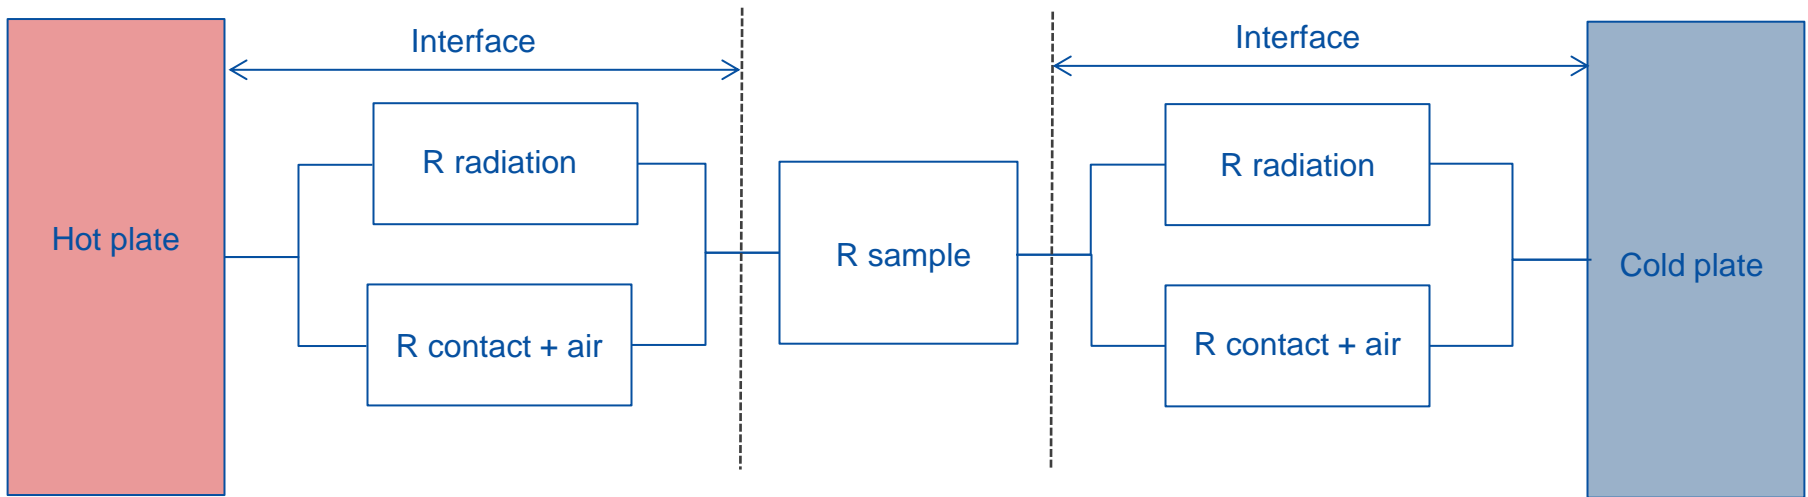 Interface
Interface
R radiation
R radiation
Hot plate
R sample
Cold plate
R contact + air
R contact + air